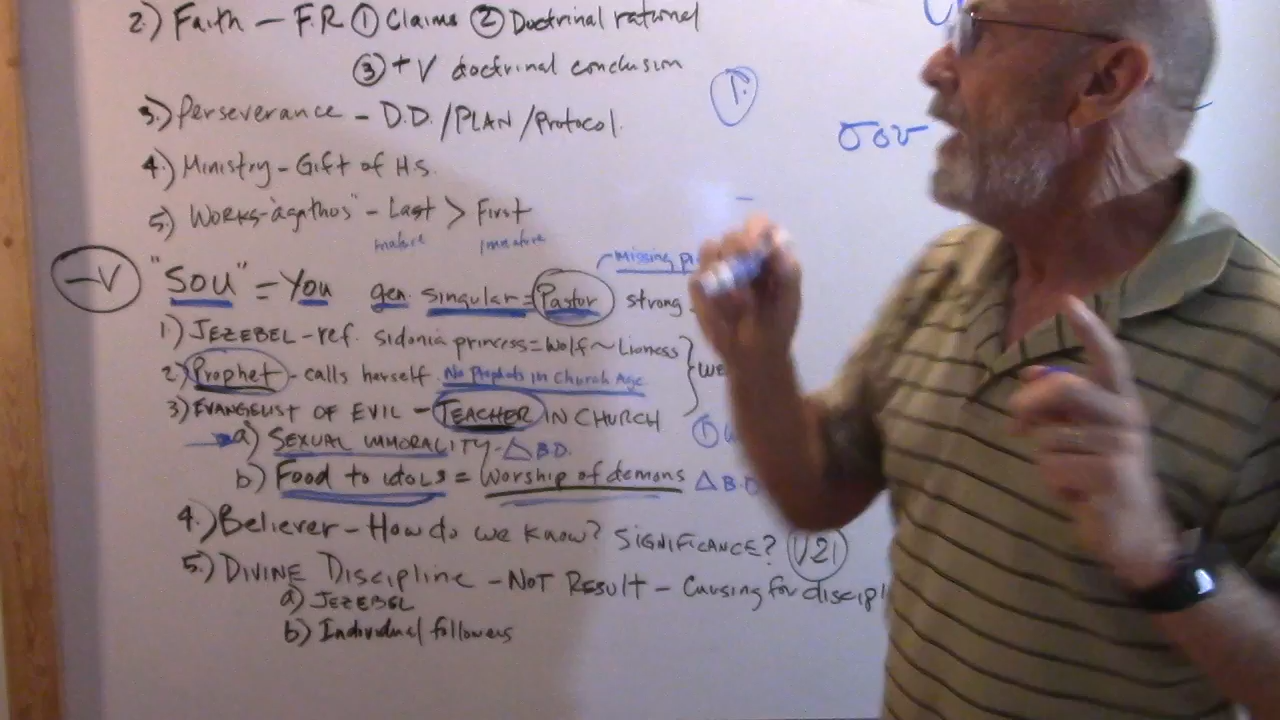 2.) Faith - F.R ① Claims ② Doctrinal rational
③ + V doctrinal conclusion
3.) Perseverance - D.D. / PLAN / Protocol.
4.) Ministry - Gift of H.S.
5.) Works - "agathos" - Last > First
mature immature
-V "SOU" = You gen. singular = Pastor strong
Missing
1) JEZEBEL - ref. sidonia princess = Wolf ~ Lioness
2) Prophet - calls herself. No Prophets in Church Age
3) EVANGELIST OF EVIL - TEACHER IN CHURCH
a) SEXUAL IMMORALITY - △ B.D.
b) Food to idols = Worship of demons △ B.D
4.) Believer - How do we know? SIGNIFICANCE? V21
5.) DIVINE Discipline - NOT RESULT - Causing for
a) JEZEBEL
b) Individual followers
1.
σου